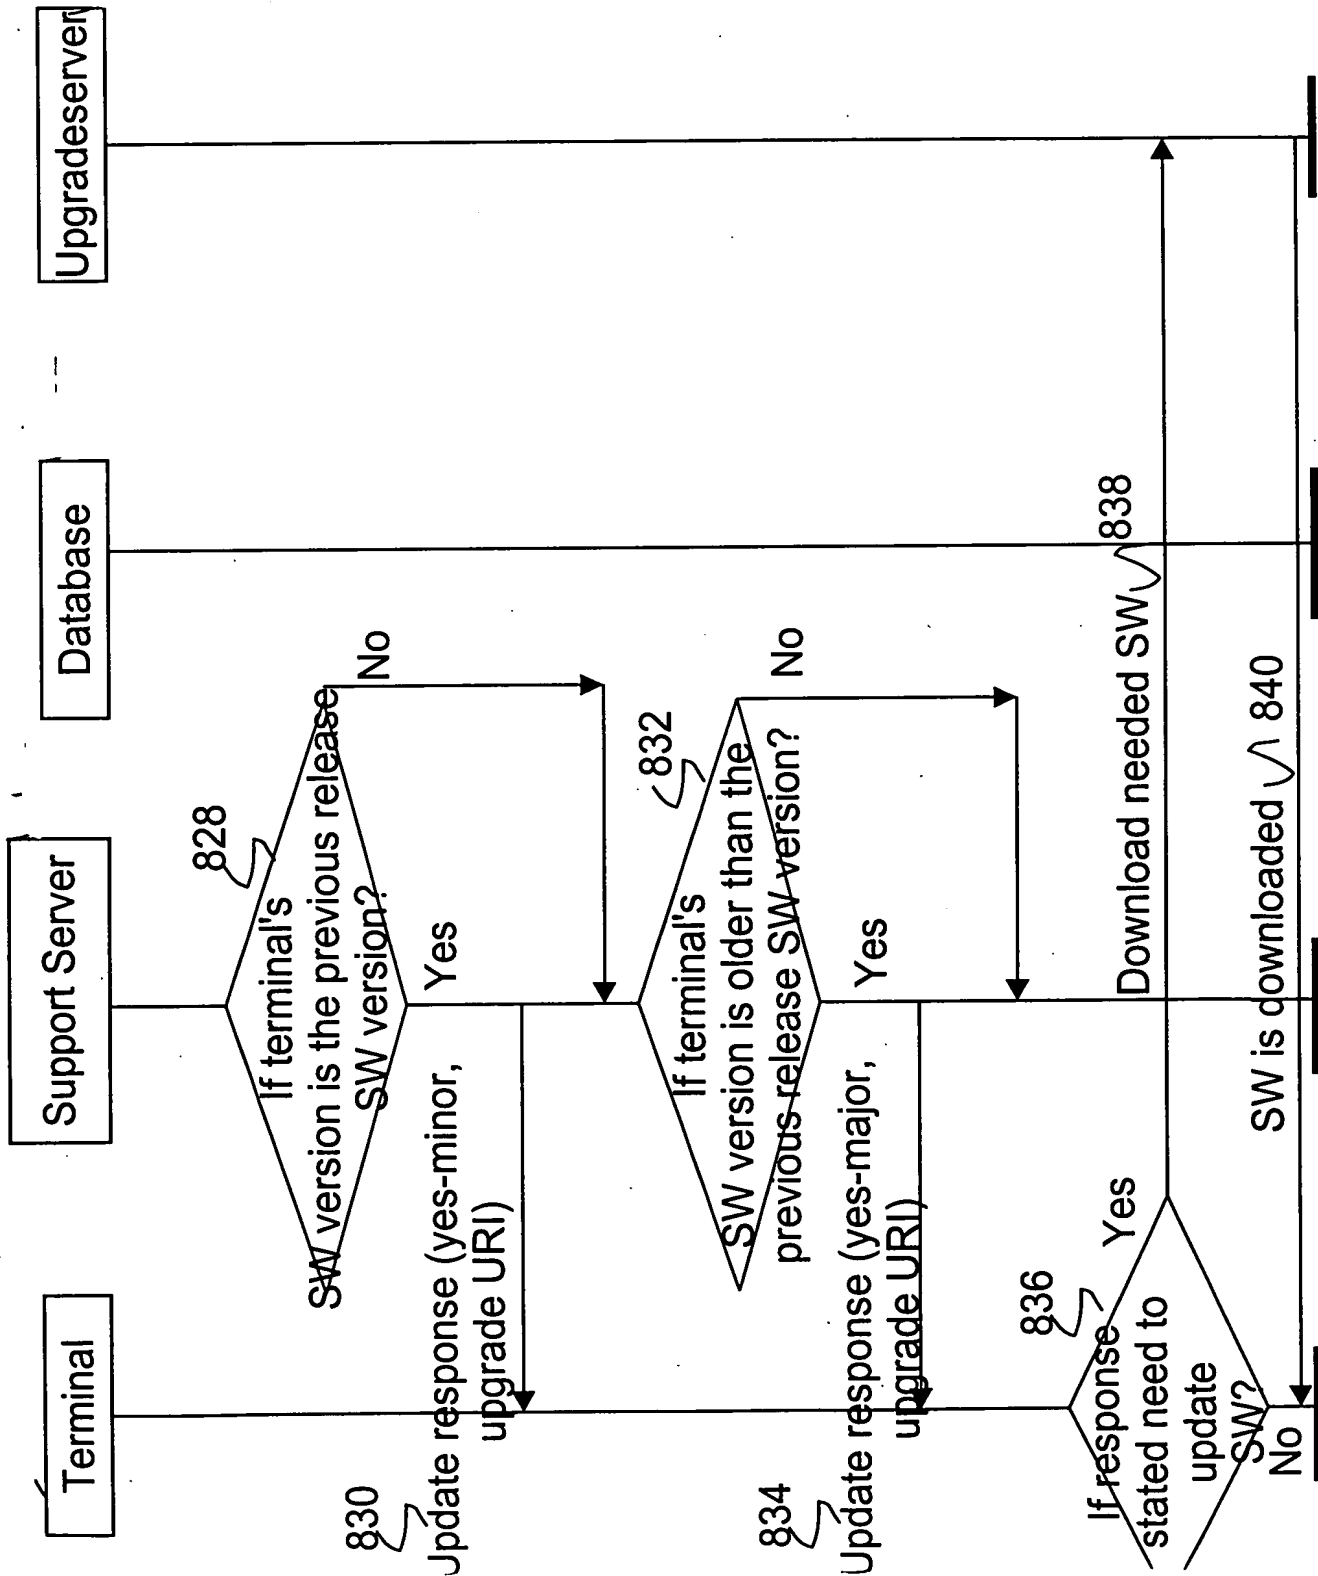 Terminal
Support Server
Database
Upgradeserver
828
If terminal's
SW version is the previous release
SW version?
No
Yes
830
Update response (yes-minor,
upgrade URI)
832
If terminal's
SW version is older than the
previous release SW version?
No
Yes
834
Update response (yes-major,
upgrade URI)
836
If response
stated need to
update
SW?
Yes
No
Download needed SW 838
SW is downloaded 840